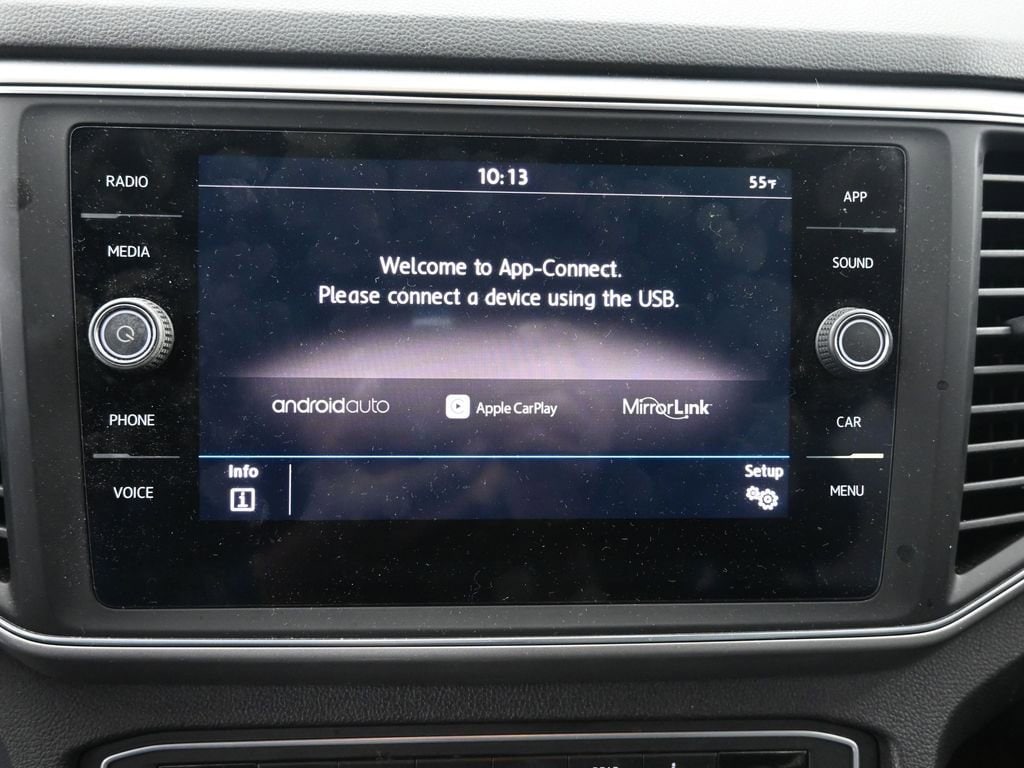 RADIO
MEDIA
PHONE
VOICE
10:13
55°F
Welcome to App-Connect.
Please connect a device using the USB.
androidauto
Apple CarPlay
MirrorLink
Info
Setup
APP
SOUND
CAR
MENU